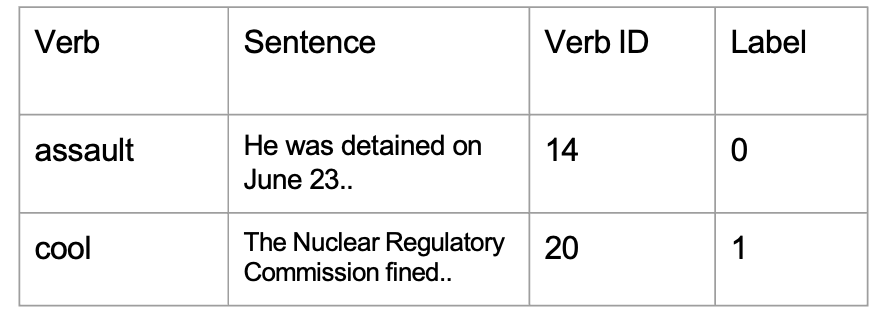 Verb Sentence Verb ID Label
assault He was detained on 14 0
June 23..
cool The Nuclear Regulatory 20 1
Commission fined..